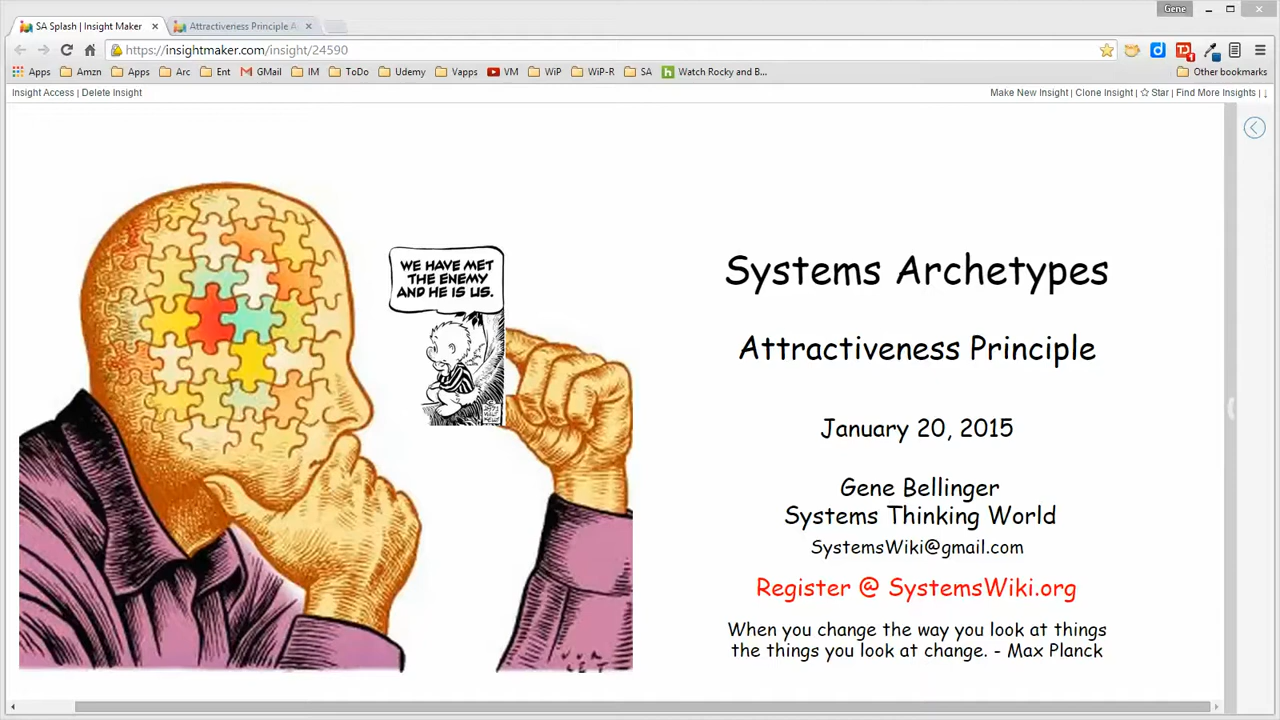 Gene
SA Splash | Insight Maker
Attractiveness Principle A
https://insightmaker.com/insight/24590
Apps
Amzn
Apps
Arc
Ent
GMail
IM
ToDo
Udemy
Vapps
VM
WiP
WiP-R
SA
Watch Rocky and B...
Other bookmarks
Insight Access | Delete Insight
Make New Insight | Clone Insight | ☆ Star | Find More Insights | ↓
WE HAVE MET
THE ENEMY
AND HE IS US.
Systems Archetypes
Attractiveness Principle
January 20, 2015
Gene Bellinger
Systems Thinking World
SystemsWiki@gmail.com
Register @ SystemsWiki.org
When you change the way you look at things
the things you look at change. - Max Planck